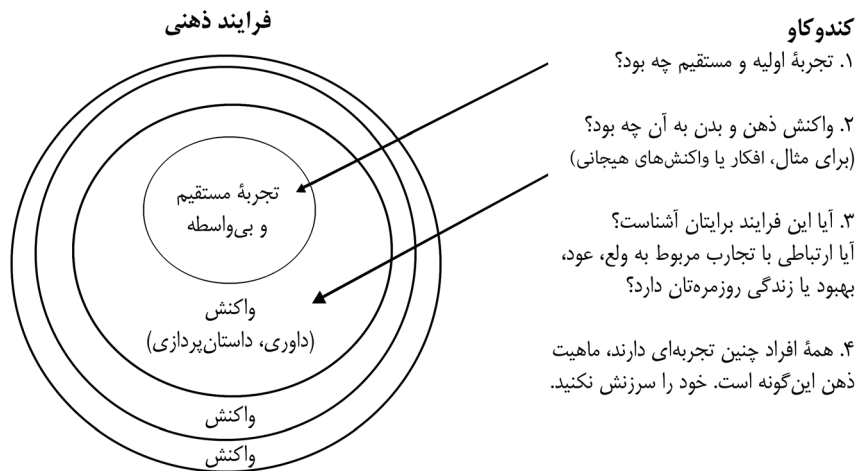 کندوکاو
۱. تجربهٔ اولیه و مستقیم چه بود؟
۲. واکنش ذهن و بدن به آن چه بود؟
(برای مثال، افکار یا واکنش‌های هیجانی)
۳. آیا این فرایند برایتان آشناست؟
آیا ارتباطی با تجارب مربوط به ولع، عود،
بهبود یا زندگی روزمره‌تان دارد؟
۴. همهٔ افراد چنین تجربه‌ای دارند، ماهیت
ذهن این‌گونه است. خود را سرزنش نکنید.
فرایند ذهنی
تجربهٔ مستقیم
و بی‌واسطه
واکنش
(داوری، داستان‌پردازی)
واکنش
واکنش